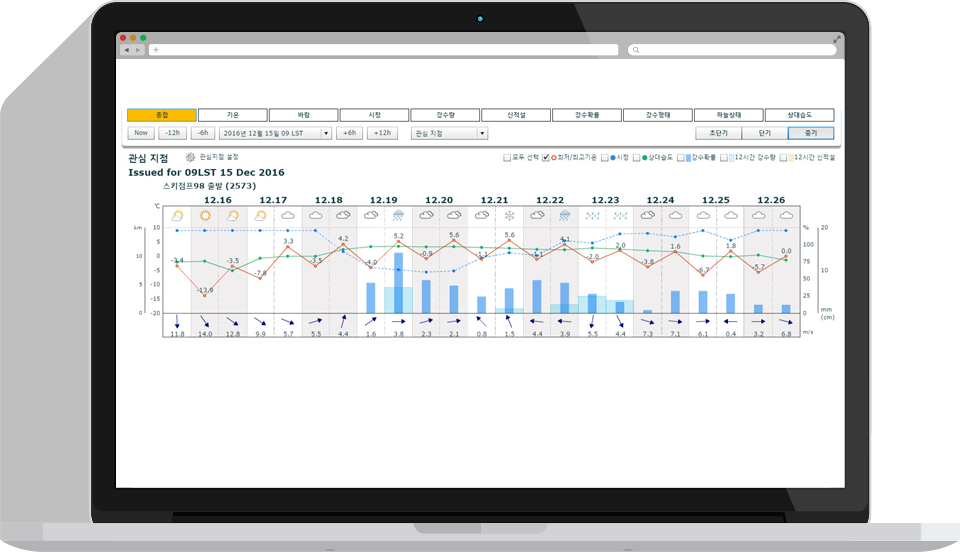 종합 기온 바람 시정 강수량 신적설 강수확률 강수형태 하늘상태 상대습도
Now -12h -6h 2016년 12월 15일 09 LST +6h +12h 관심 지점 초단기 단기 중기
관심 지점 관심지점 설정 모두 선택 최저/최고기온 시정 상대습도 강수확률 12시간 강수량 12시간 신적설
Issued for 09LST 15 Dec 2016
스키점프98 출발 (2573)
12.16 12.17 12.18 12.19 12.20 12.21 12.22 12.23 12.24 12.25 12.26
℃
km 10 % 20
5 100
10 0 75
-5 50 10
5 -10
-15 25
0 -20 0 mm
(cm)
-3.4 -13.9 -3.5 -7.8 3.3 -3.5 4.2 -4.0 5.2 -0.9 5.6 -1.1 5.6 -1.1 4.1 -2.0 2.0 -3.8 1.6 -6.7 1.8 -5.7 0.0
11.8 14.0 12.8 9.9 5.7 5.5 4.4 1.6 3.8 2.3 2.1 0.8 1.5 4.4 3.9 5.5 4.4 7.3 7.1 6.1 0.4 3.2 6.8 m/s